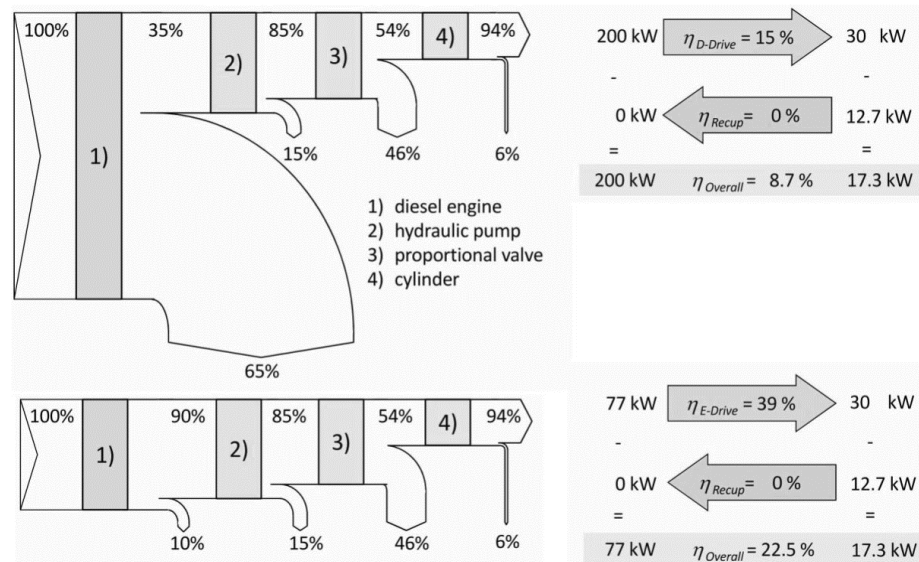 100% 35% 85% 54% 4) 94%
2) 3)
1)
15% 46% 6%
1) diesel engine
2) hydraulic pump
3) proportional valve
4) cylinder
65%
200 kW η D-Drive = 15 % 30 kW
- -
0 kW η Recup = 0 % 12.7 kW
= =
200 kW η Overall = 8.7 % 17.3 kW
100% 90% 85% 54% 4) 94%
1) 2) 3)
10% 15% 46% 6%
77 kW η E-Drive = 39 % 30 kW
- -
0 kW η Recup = 0 % 12.7 kW
= =
77 kW η Overall = 22.5 % 17.3 kW